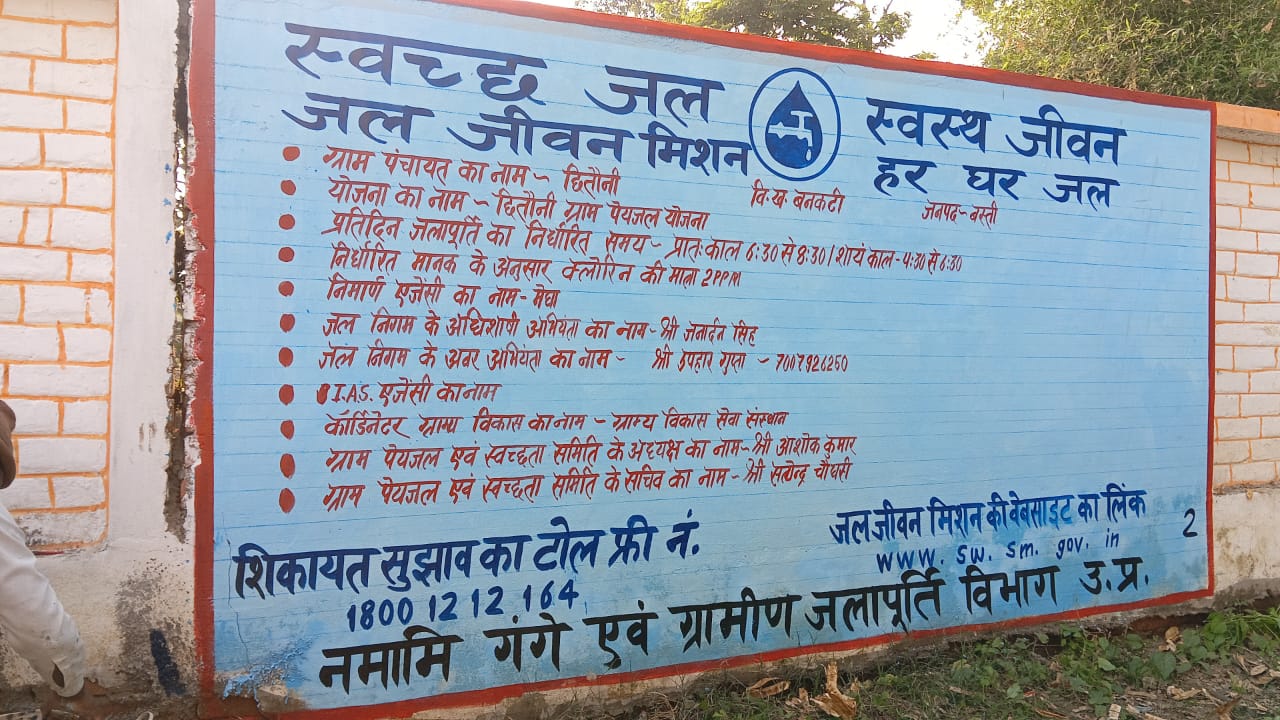 स्वच्छ जल स्वस्थ जीवन
जल जीवन मिशन हर घर जल
ग्राम पंचायत का नाम - छितौनी वि.ख. बनकटी जनपद - बस्ती
योजना का नाम - छितौनी ग्राम पेयजल योजना
प्रतिदिन जलापूर्ति का निर्धारित समय - प्रातः काल 6:30 से 8:30 / शायं काल - 4:30 से 6:30
निर्धारित मानक के अनुसार क्लोरिन की मात्रा 2PPM
निमार्ण एजेंसी का नाम - मेघा
जल निगम के अधिशाषी अभियंता का नाम - श्री जनार्दन सिंह
जल निगम के अवर अभियंता का नाम - श्री उपहार गुप्ता - 7007926250
I.A.S. एजेंसी का नाम
कॉर्डिनेटर ग्राम्य विकास का नाम - ग्राम्य विकास सेवा संस्थान
ग्राम पेयजल एवं स्वच्छता समिति के अध्यक्ष का नाम - श्री आशोक कुमार
ग्राम पेयजल एवं स्वच्छता समिति के सचिव का नाम - श्री सत्येन्द्र चौधरी
शिकायत सुझाव का टोल फ्री नं.
1800 12 12 164
जल जीवन मिशन की वेबसाइट का लिंक
www. sw. sm. gov. in 2
नमामि गंगे एवं ग्रामीण जलापूर्ति विभाग उ.प्र.